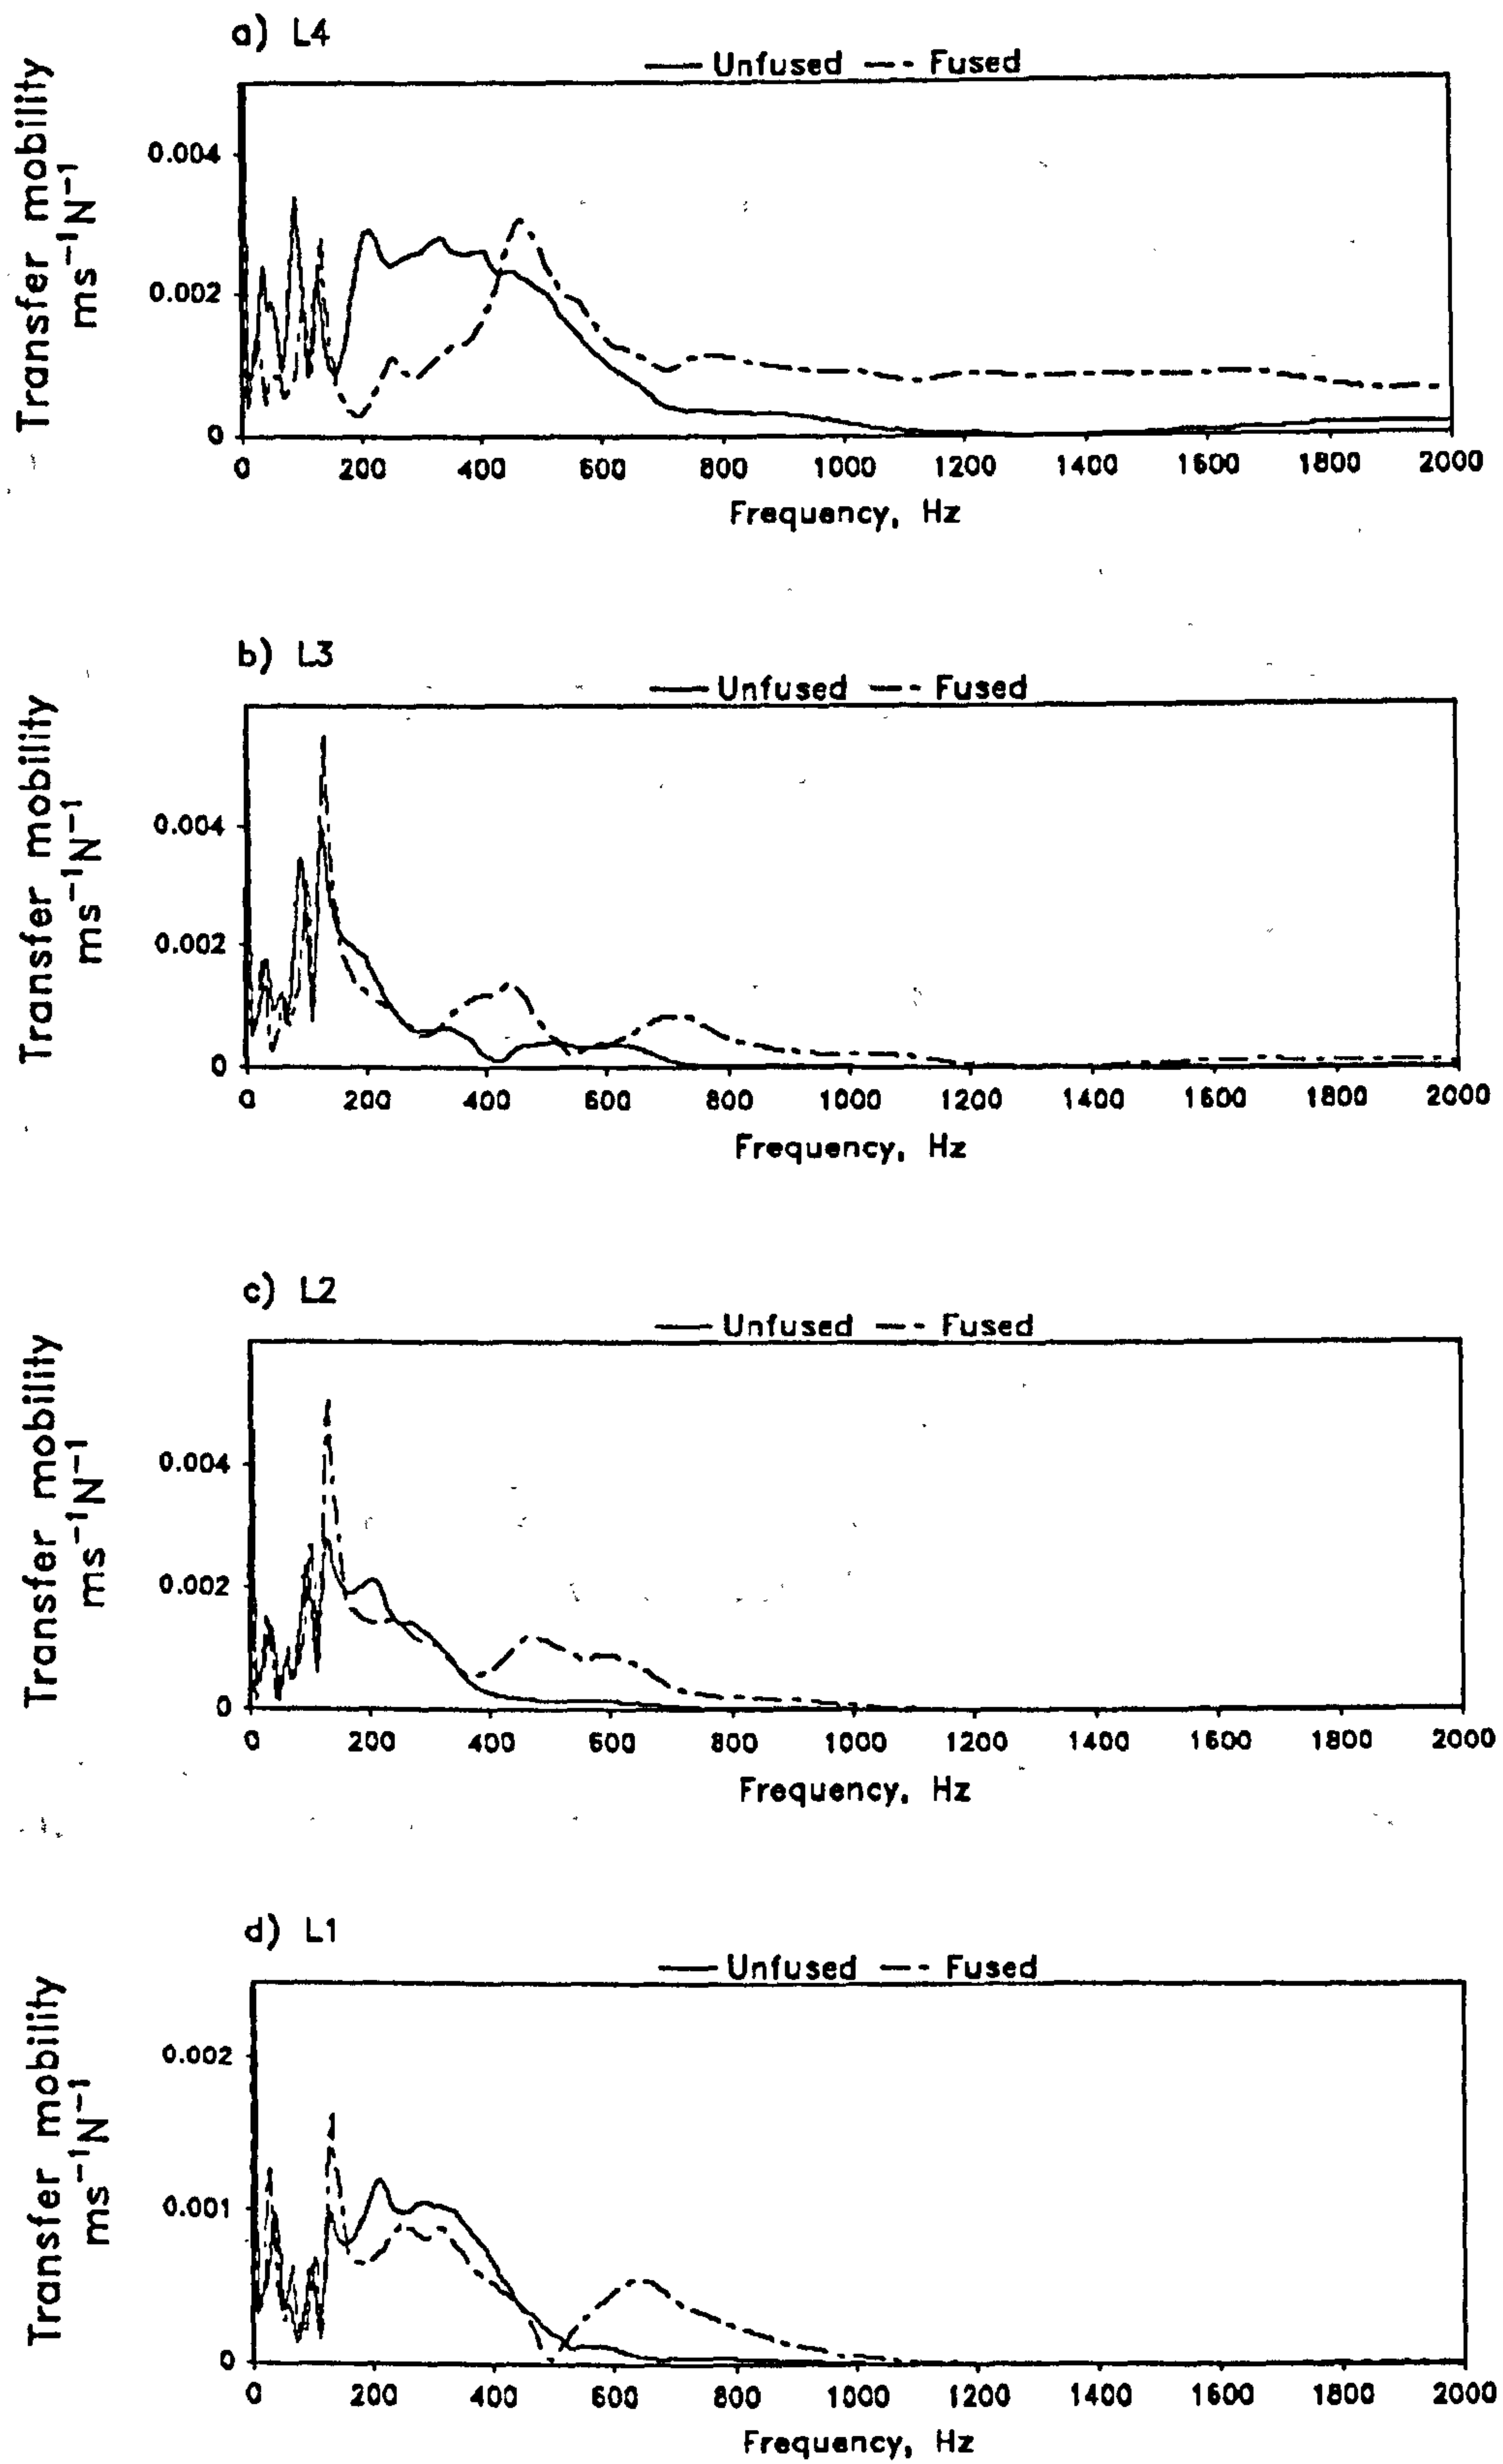 a) L4
Unfused Fused
Transfer mobility
ms⁻¹N⁻¹
0.004
0.002
0
0 200 400 600 800 1000 1200 1400 1600 1800 2000
Frequency, Hz
b) L3
Unfused Fused
Transfer mobility
ms⁻¹N⁻¹
0.004
0.002
0
0 200 400 600 800 1000 1200 1400 1600 1800 2000
Frequency, Hz
c) L2
Unfused Fused
Transfer mobility
ms⁻¹N⁻¹
0.004
0.002
0
0 200 400 600 800 1000 1200 1400 1600 1800 2000
Frequency, Hz
d) L1
Unfused Fused
Transfer mobility
ms⁻¹N⁻¹
0.002
0.001
0
0 200 400 600 800 1000 1200 1400 1600 1800 2000
Frequency, Hz